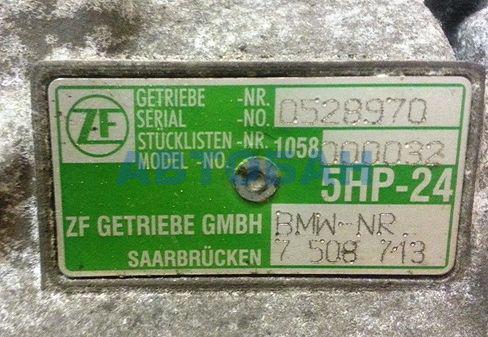 ZF
GETRIEBE -NR.
SERIAL -NO. 0528970
STÜCKLISTEN -NR. 1058
MODEL -NO. 000032
АВТОБАН
5HP-24
ZF GETRIEBE GMBH BMW-NR
SAARBRÜCKEN 7 508 713